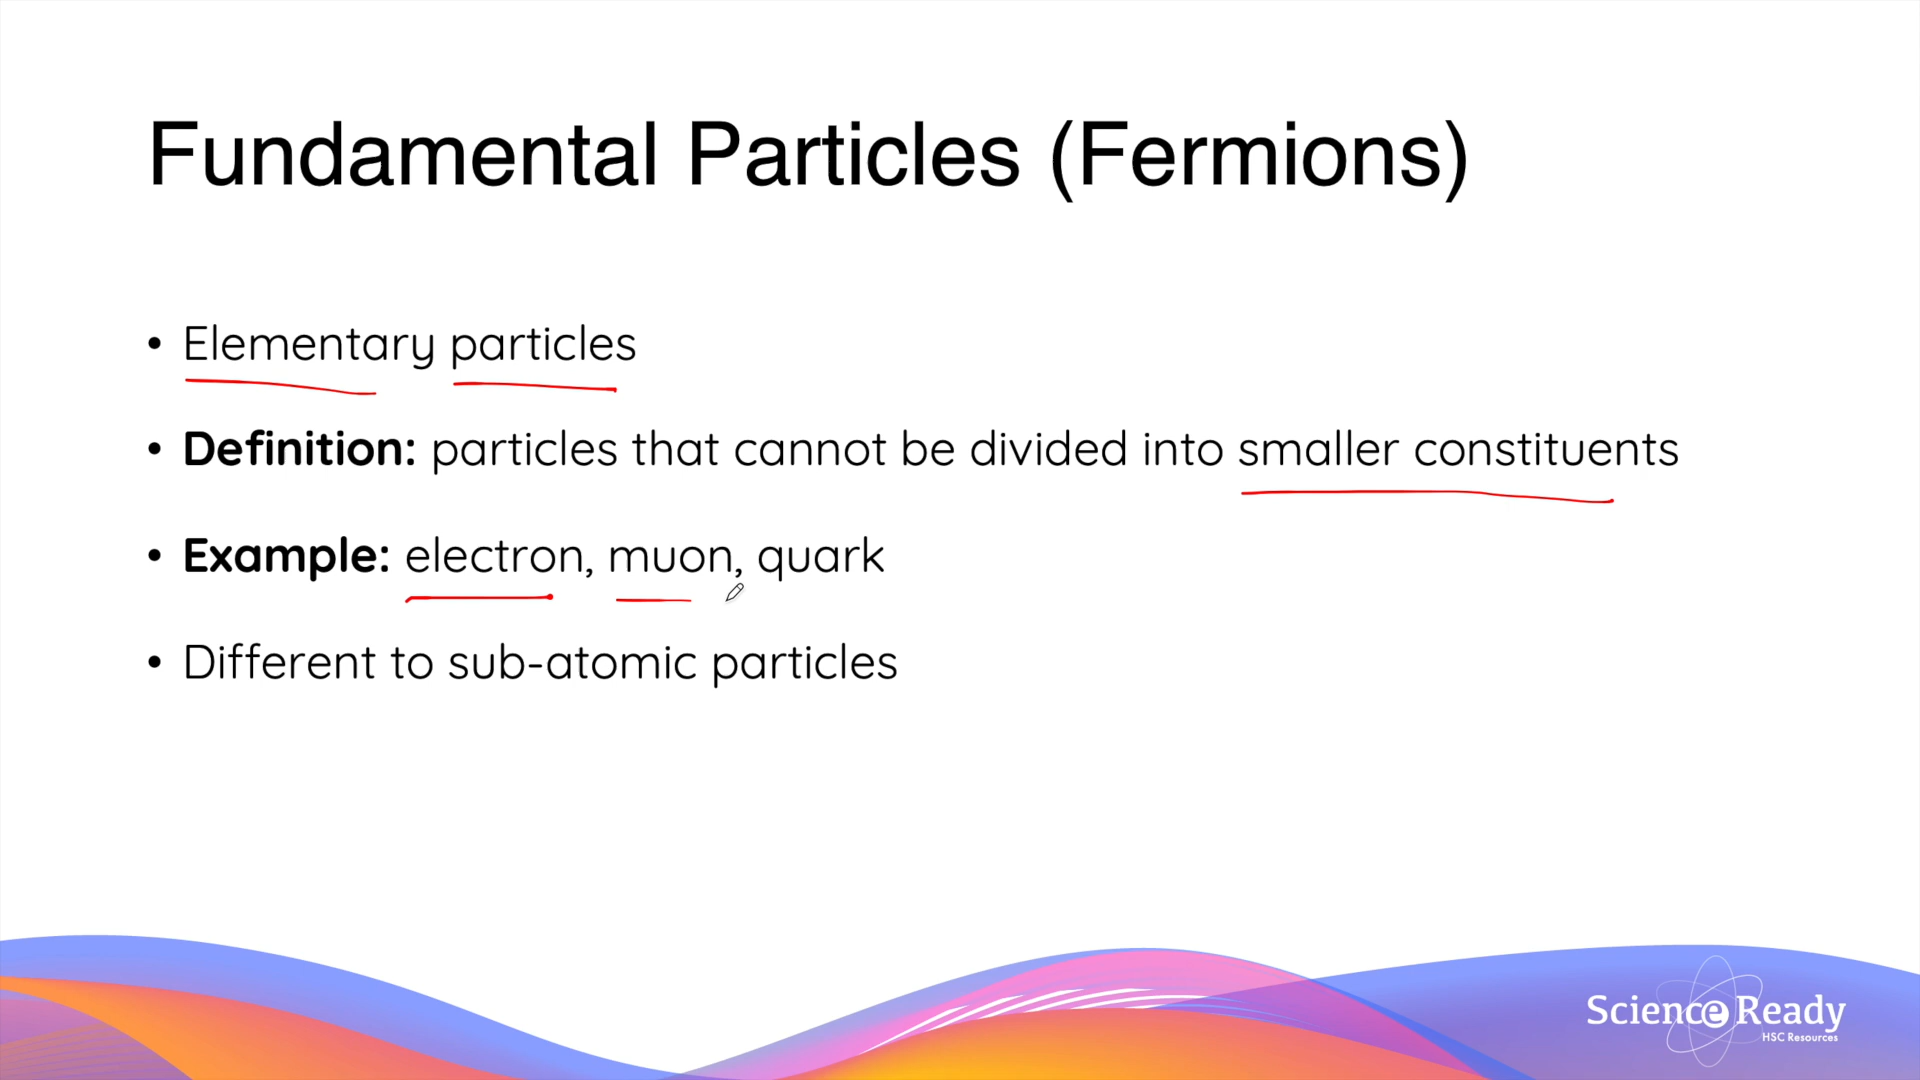 Fundamental Particles (Fermions)
• Elementary particles
• Definition: particles that cannot be divided into smaller constituents
• Example: electron, muon, quark
• Different to sub-atomic particles
Science Ready
HSC Resources